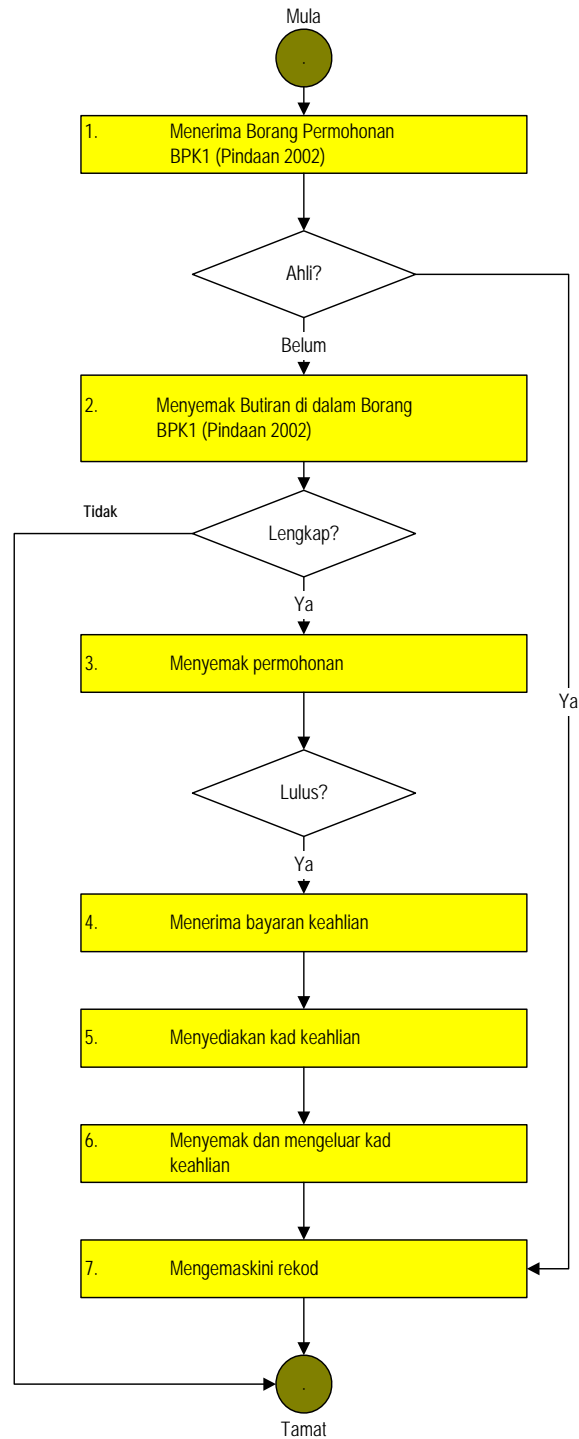 Mula
.
1. Menerima Borang Permohonan
BPK1 (Pindaan 2002)
Ahli?
Belum
2. Menyemak Butiran di dalam Borang
BPK1 (Pindaan 2002)
Tidak
Lengkap?
Ya
3. Menyemak permohonan
Ya
Lulus?
Ya
4. Menerima bayaran keahlian
5. Menyediakan kad keahlian
6. Menyemak dan mengeluar kad
keahlian
7. Mengemaskini rekod
.
Tamat